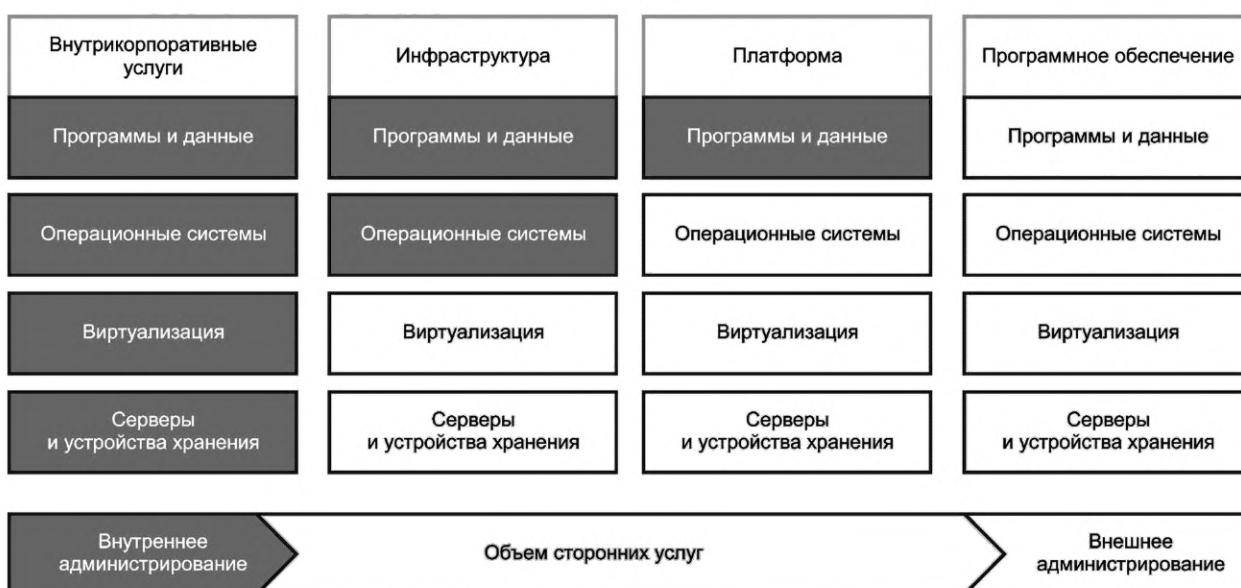 Внутрикорпоративные
услуги
Инфраструктура
Платформа
Программное обеспечение
Программы и данные
Программы и данные
Программы и данные
Программы и данные
Операционные системы
Операционные системы
Операционные системы
Операционные системы
Виртуализация
Виртуализация
Виртуализация
Виртуализация
Серверы
и устройства хранения
Серверы
и устройства хранения
Серверы
и устройства хранения
Серверы
и устройства хранения
Внутреннее
администрирование
Объем сторонних услуг
Внешнее
администрирование